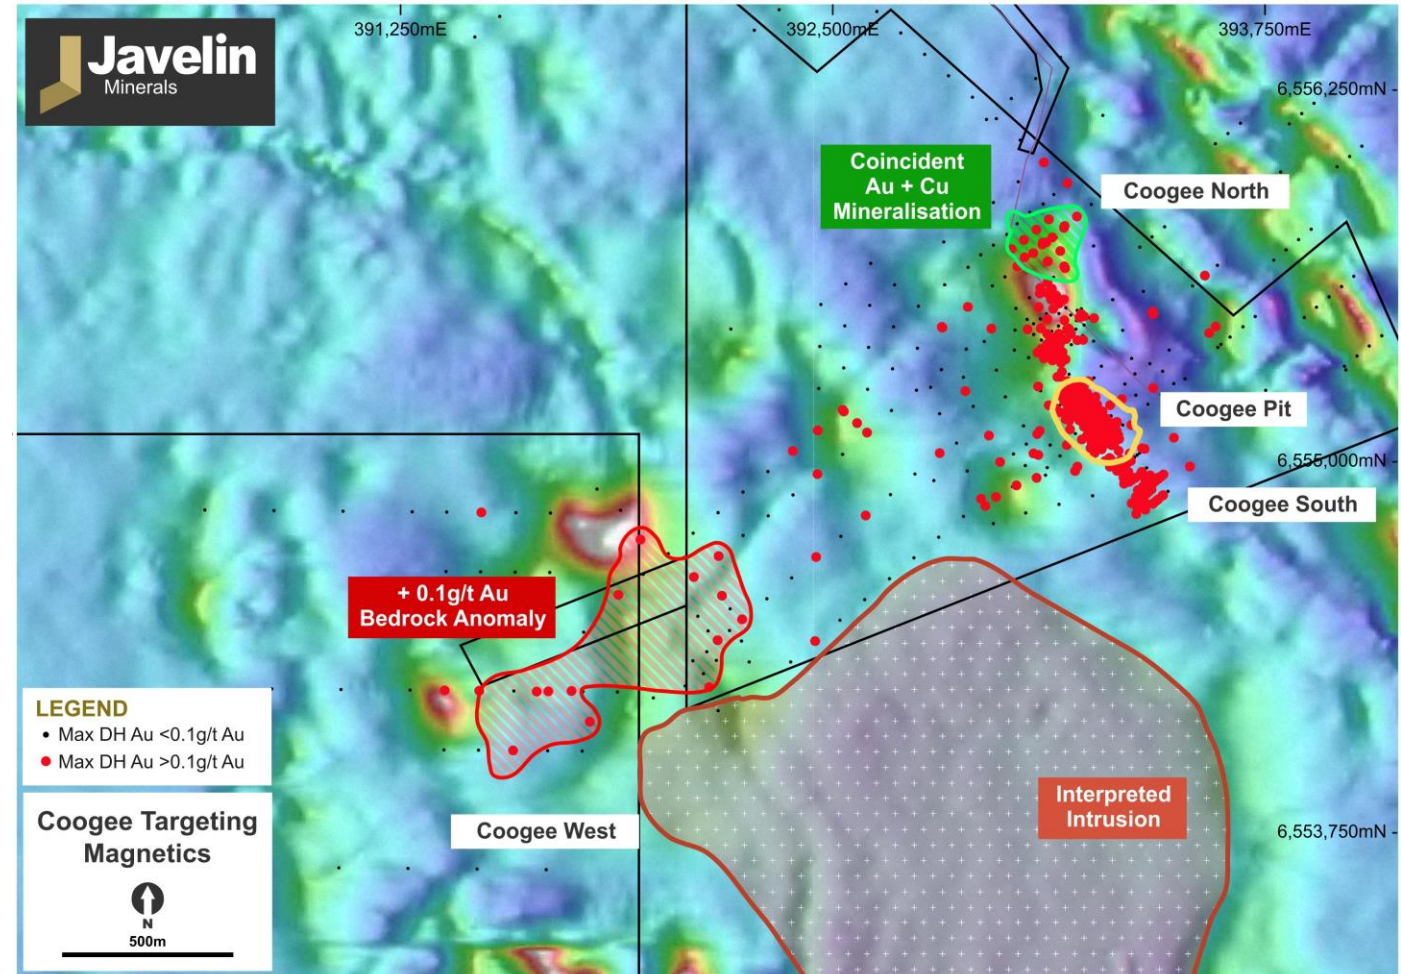 Javelin
Minerals
391,250mE
392,500mE
393,750mE
6,556,250mN
Coincident
Au + Cu
Mineralisation
Coogee North
Coogee Pit
6,555,000mN
Coogee South
+ 0.1g/t Au
Bedrock Anomaly
LEGEND
Max DH Au <0.1g/t Au
Max DH Au >0.1g/t Au
Coogee Targeting
Magnetics
N
500m
Coogee West
Interpreted
Intrusion
6,553,750mN